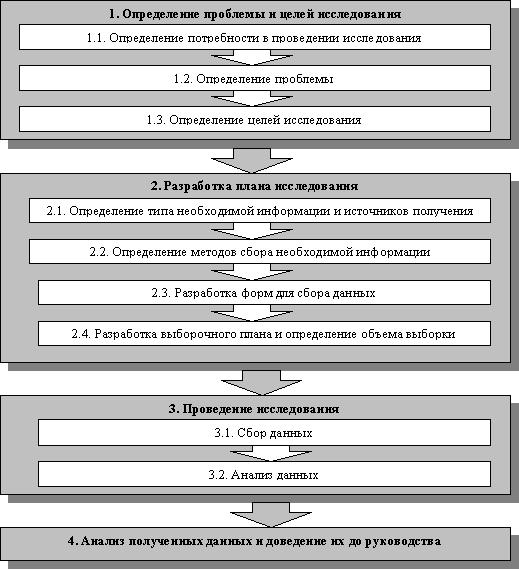 1. Определение проблемы и целей исследования
1.1. Определение потребности в проведении исследования
1.2. Определение проблемы
1.3. Определение целей исследования
2. Разработка плана исследования
2.1. Определение типа необходимой информации и источников получения
2.2. Определение методов сбора необходимой информации
2.3. Разработка форм для сбора данных
2.4. Разработка выборочного плана и определение объема выборки
3. Проведение исследования
3.1. Сбор данных
3.2. Анализ данных
4. Анализ полученных данных и доведение их до руководства